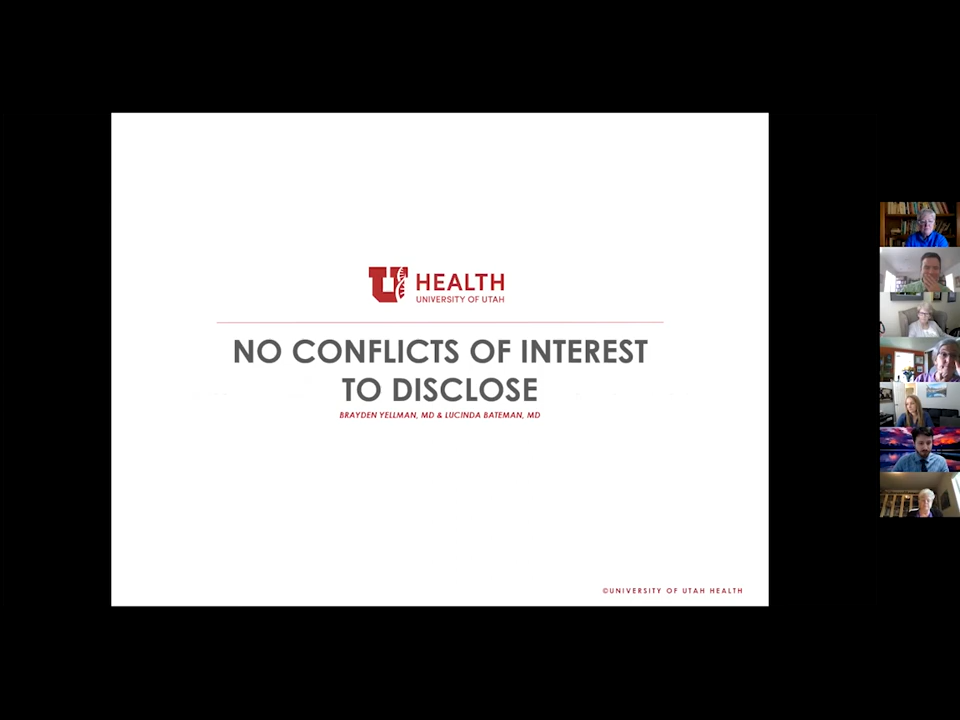 HEALTH
UNIVERSITY OF UTAH
NO CONFLICTS OF INTEREST
TO DISCLOSE
BRAYDEN YELLMAN, MD & LUCINDA BATEMAN, MD
©UNIVERSITY OF UTAH HEALTH